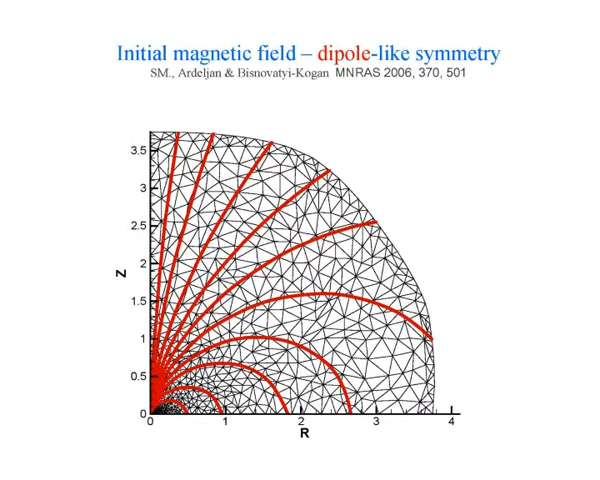 Initial magnetic field – dipole-like symmetry
SM., Ardeljan & Bisnovatyi-Kogan MNRAS 2006, 370, 501
3.5
3
2.5
2
Z
1.5
1
0.5
0
0 1 2 3 4
R